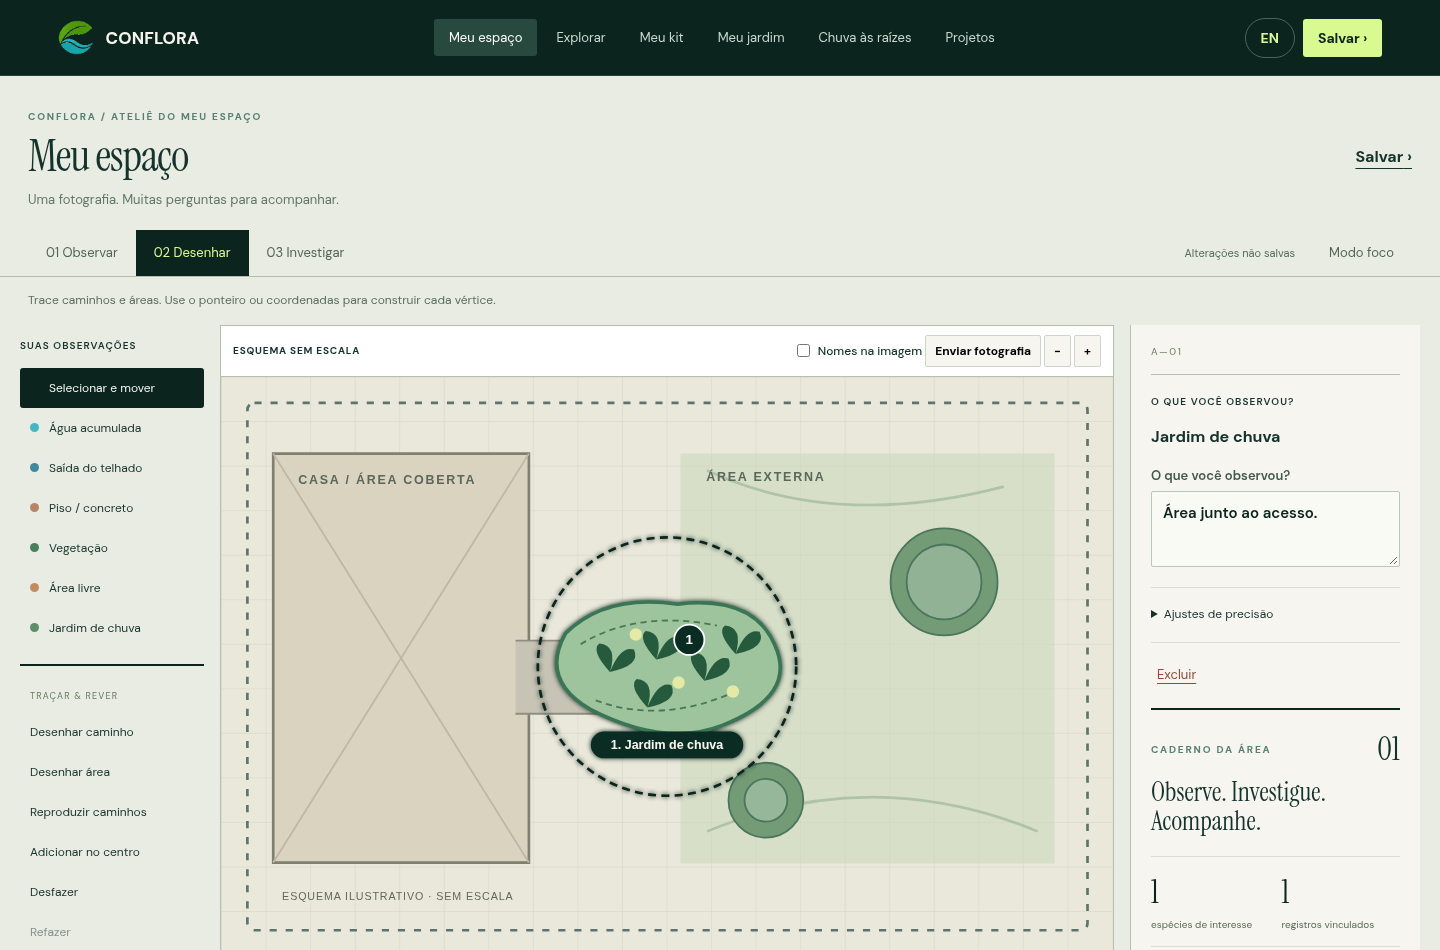 CONFLORA
Meu espaço
Explorar
Meu kit
Meu jardim
Chuva às raízes
Projetos
EN
Salvar ›
CONFLORA / ATELIÊ DO MEU ESPAÇO
Meu espaço
Salvar ›
Uma fotografia. Muitas perguntas para acompanhar.
01 Observar
02 Desenhar
03 Investigar
Alterações não salvas
Modo foco
Trace caminhos e áreas. Use o ponteiro ou coordenadas para construir cada vértice.
SUAS OBSERVAÇÕES
Selecionar e mover
Água acumulada
Saída do telhado
Piso / concreto
Vegetação
Área livre
Jardim de chuva
TRAÇAR & REVER
Desenhar caminho
Desenhar área
Reproduzir caminhos
Adicionar no centro
Desfazer
Refazer
ESQUEMA SEM ESCALA
Nomes na imagem
Enviar fotografia
−
+
CASA / ÁREA COBERTA
ÁREA EXTERNA
1
1. Jardim de chuva
ESQUEMA ILUSTRATIVO · SEM ESCALA
A—01
O QUE VOCÊ OBSERVOU?
Jardim de chuva
O que você observou?
Área junto ao acesso.
Ajustes de precisão
Excluir
CADERNO DA ÁREA
01
Observe. Investigue.
Acompanhe.
1
espécies de interesse
1
registros vinculados